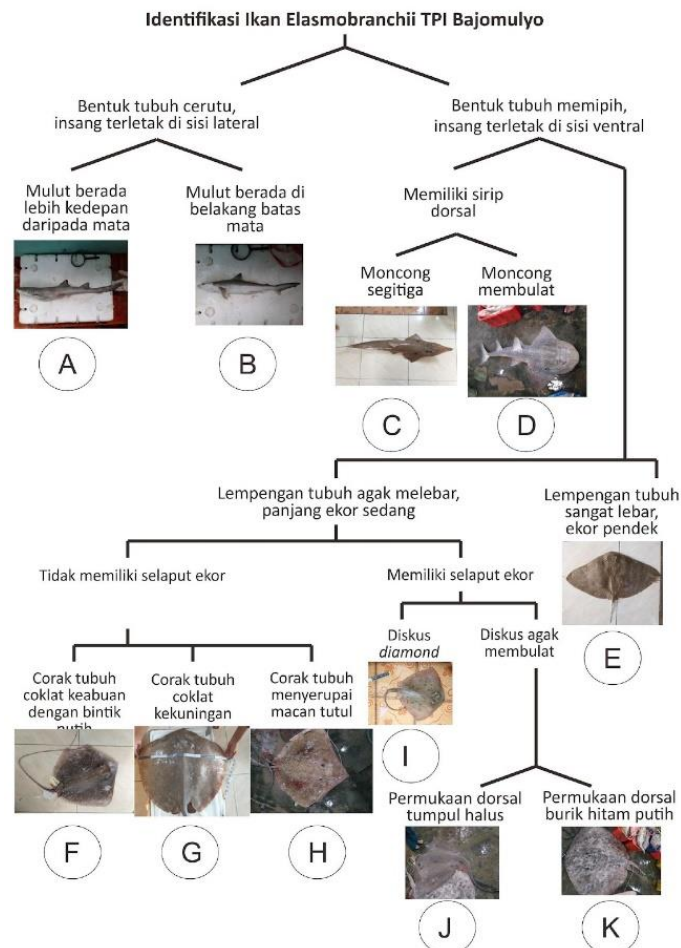 Identifikasi Ikan Elasmobranchii TPI Bajomulyo
Bentuk tubuh cerutu,
insang terletak di sisi lateral
Bentuk tubuh memipih,
insang terletak di sisi ventral
Mulut berada
lebih kedepan
daripada mata
Mulut berada di
belakang batas
mata
Memiliki sirip
dorsal
Moncong
segitiga
Moncong
membulat
A
B
C
D
Lempengan tubuh agak melebar,
panjang ekor sedang
Lempengan tubuh
sangat lebar,
ekor pendek
E
Tidak memiliki selaput ekor
Memiliki selaput ekor
Diskus
diamond
Diskus agak
membulat
I
Corak tubuh
coklat keabuan
dengan bintik
putih
Corak tubuh
coklat
kekuningan
Corak tubuh
menyerupai
macan tutul
F
G
H
Permukaan dorsal
tumpul halus
Permukaan dorsal
burik hitam putih
J
K